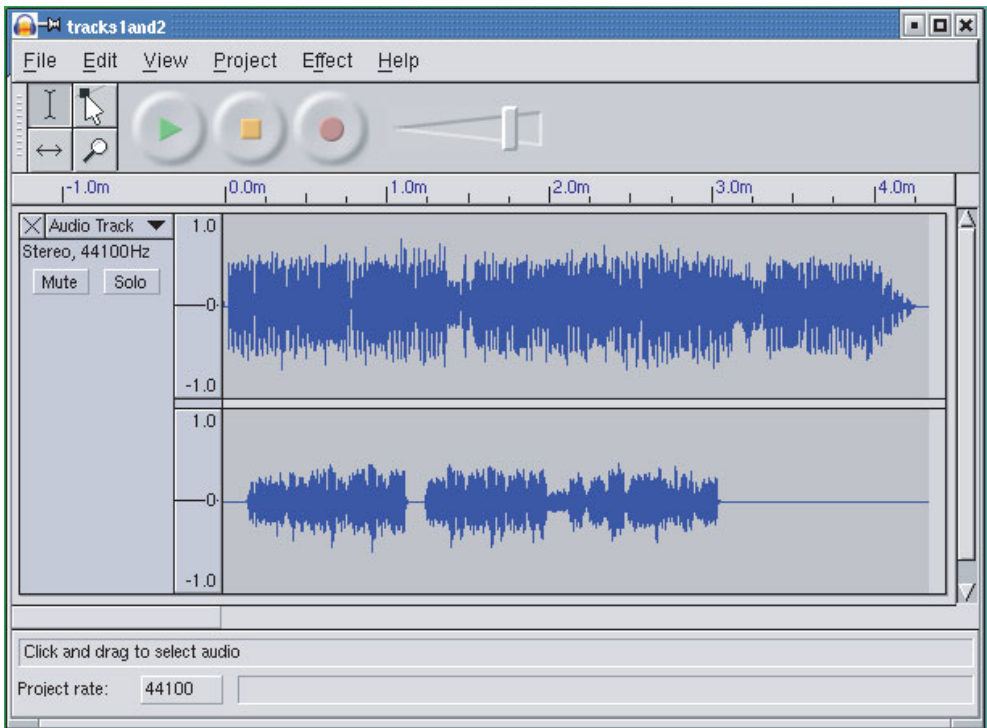 tracks1and2
File Edit View Project Effect Help
-1.0m 0.0m 1.0m 2.0m 3.0m 4.0m
Audio Track
Stereo, 44100Hz
Mute Solo
1.0
0
-1.0
1.0
0
-1.0
Click and drag to select audio
Project rate: 44100